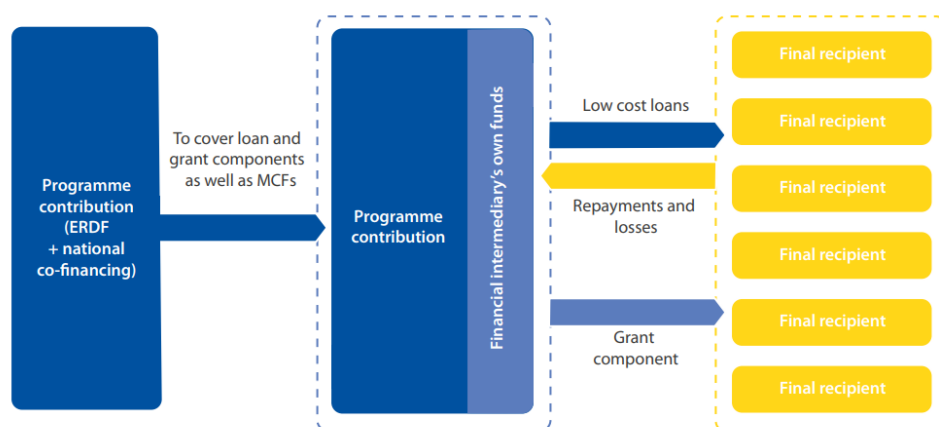 Programme
contribution
(ERDF
+ national
co-financing)
To cover loan and
grant components
as well as MCFs
Programme
contribution
Financial intermediary's own funds
Low cost loans
Repayments and
losses
Grant
component
Final recipient
Final recipient
Final recipient
Final recipient
Final recipient
Final recipient